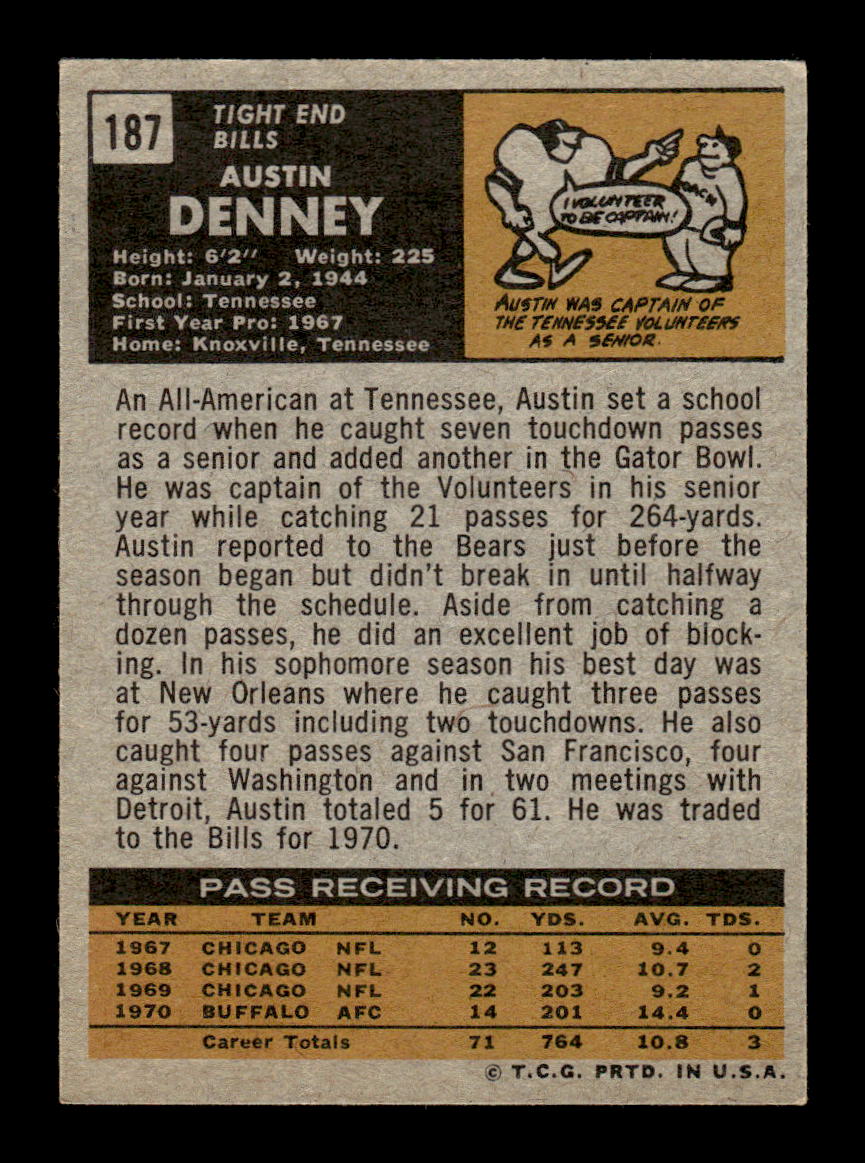 187
TIGHT END
BILLS
AUSTIN
DENNEY
Height: 6'2" Weight: 225
Born: January 2, 1944
School: Tennessee
First Year Pro: 1967
Home: Knoxville, Tennessee
I VOLUNTEER
TO BE CAPTAIN!
COACH
AUSTIN WAS CAPTAIN OF
THE TENNESSEE VOLUNTEERS
AS A SENIOR.
An All-American at Tennessee, Austin set a school
record when he caught seven touchdown passes
as a senior and added another in the Gator Bowl.
He was captain of the Volunteers in his senior
year while catching 21 passes for 264-yards.
Austin reported to the Bears just before the
season began but didn't break in until halfway
through the schedule. Aside from catching a
dozen passes, he did an excellent job of block-
ing. In his sophomore season his best day was
at New Orleans where he caught three passes
for 53-yards including two touchdowns. He also
caught four passes against San Francisco, four
against Washington and in two meetings with
Detroit, Austin totaled 5 for 61. He was traded
to the Bills for 1970.
PASS RECEIVING RECORD
YEAR TEAM NO. YDS. AVG. TDS.
1967 CHICAGO NFL 12 113 9.4 0
1968 CHICAGO NFL 23 247 10.7 2
1969 CHICAGO NFL 22 203 9.2 1
1970 BUFFALO AFC 14 201 14.4 0
Career Totals 71 764 10.8 3
© T.C.G. PRTD. IN U.S.A.